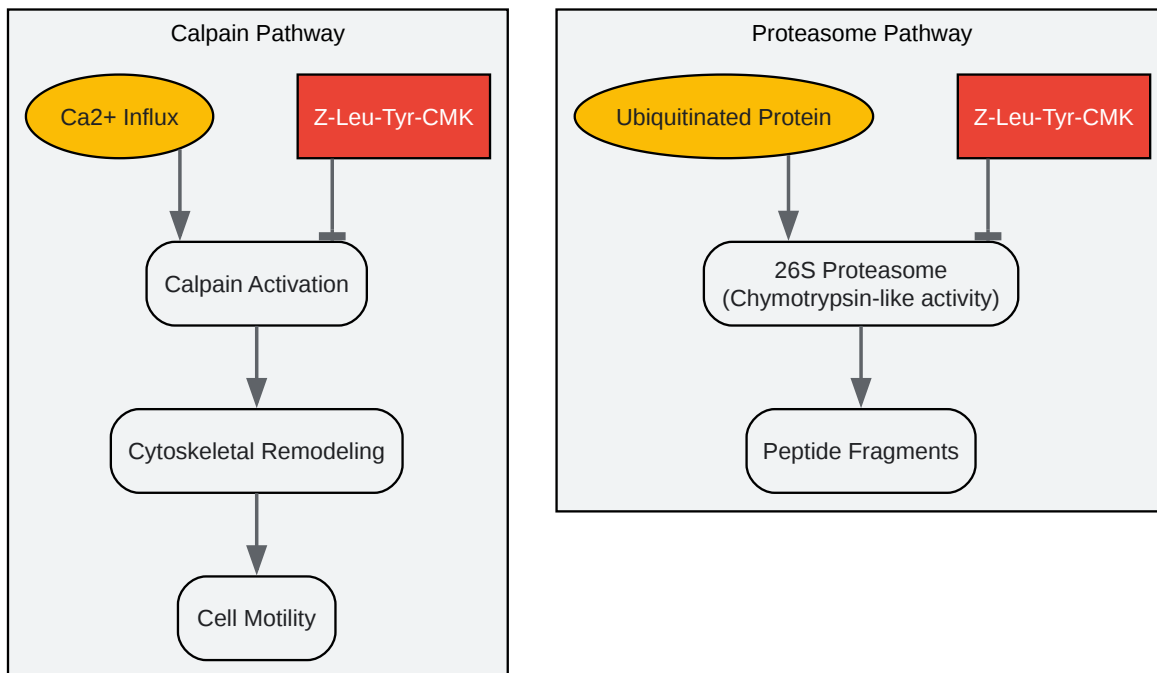 Calpain Pathway
Ca2+ Influx
Z-Leu-Tyr-CMK
Calpain Activation
Cytoskeletal Remodeling
Cell Motility
Proteasome Pathway
Ubiquitinated Protein
Z-Leu-Tyr-CMK
26S Proteasome
(Chymotrypsin-like activity)
Peptide Fragments